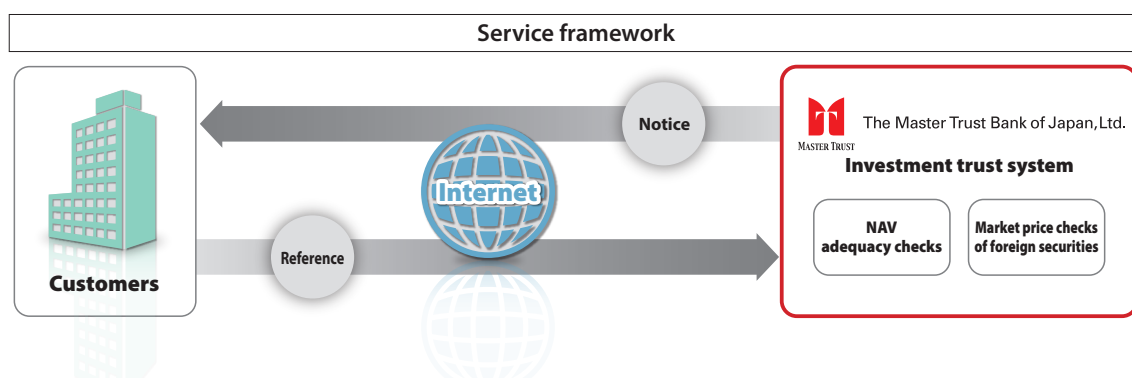 Service framework
Notice
MASTER TRUST
The Master Trust Bank of Japan, Ltd.
Investment trust system
Internet
NAV
adequacy checks
Market price checks
of foreign securities
Reference
Customers